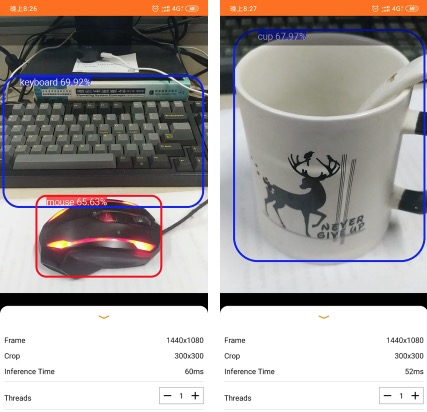 晚上8:26
4G
keyboard 69.92%
mouse 65.63%
Frame 1440x1080
Crop 300x300
Inference Time 60ms
Threads 1
晚上8:27
4G
cup 67.97%
NEVER
GIVE UP
Frame 1440x1080
Crop 300x300
Inference Time 52ms
Threads 1